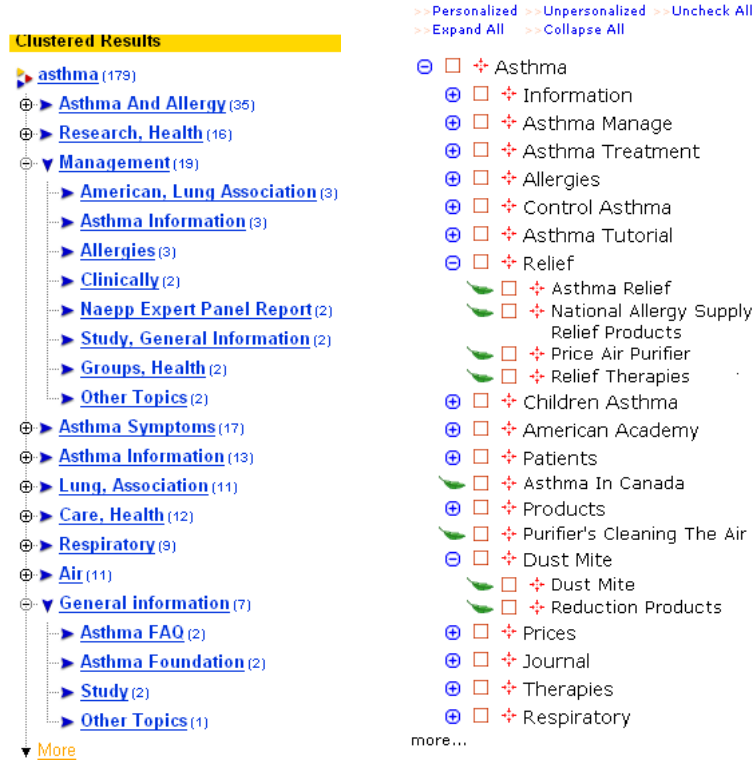 Clustered Results
asthma (179)
Asthma And Allergy (35)
Research, Health (16)
Management (19)
American, Lung Association (3)
Asthma Information (3)
Allergies (3)
Clinically (2)
Naepp Expert Panel Report (2)
Study, General Information (2)
Groups, Health (2)
Other Topics (2)
Asthma Symptoms (17)
Asthma Information (13)
Lung, Association (11)
Care, Health (12)
Respiratory (9)
Air (11)
General information (7)
Asthma FAQ (2)
Asthma Foundation (2)
Study (2)
Other Topics (1)
More
>>Personalized >>Unpersonalized >>Uncheck All
>>Expand All >>Collapse All
Asthma
Information
Asthma Manage
Asthma Treatment
Allergies
Control Asthma
Asthma Tutorial
Relief
Asthma Relief
National Allergy Supply
Relief Products
Price Air Purifier
Relief Therapies
Children Asthma
American Academy
Patients
Asthma In Canada
Products
Purifier's Cleaning The Air
Dust Mite
Dust Mite
Reduction Products
Prices
Journal
Therapies
Respiratory
more...